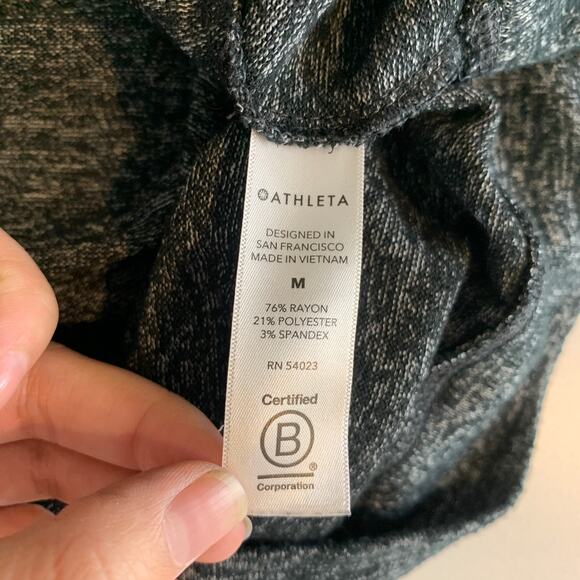 ATHLETA
DESIGNED IN
SAN FRANCISCO
MADE IN VIETNAM
M
76% RAYON
21% POLYESTER
3% SPANDEX
RN 54023
Certified
B
®
Corporation